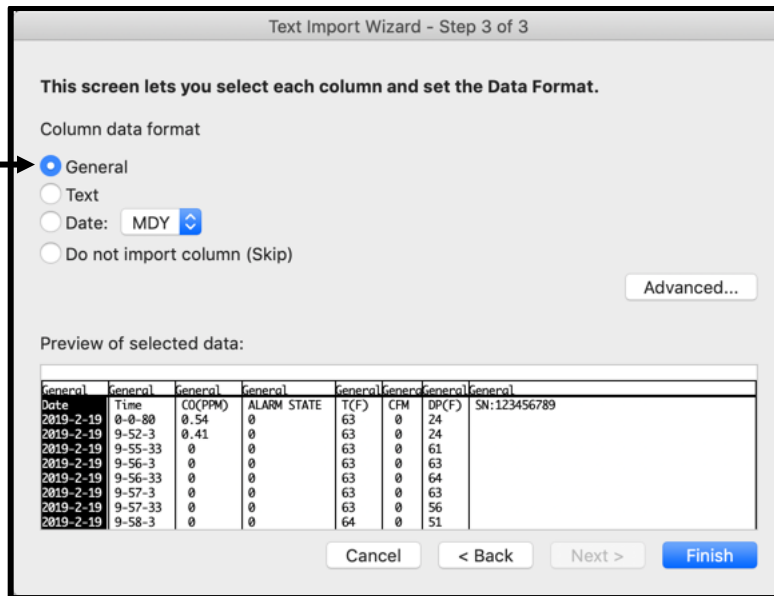 Text Import Wizard - Step 3 of 3
This screen lets you select each column and set the Data Format.
Column data format
General
Text
Date: MDY
Do not import column (Skip)
Advanced...
Preview of selected data:
General General General General General General General General
Date Time CO(PPM) ALARM STATE T(F) CFM DP(F) SN:123456789
2019-2-19 0-0-80 0.54 0 63 0 24
2019-2-19 9-52-3 0.41 0 63 0 24
2019-2-19 9-55-33 0 0 63 0 61
2019-2-19 9-56-3 0 0 63 0 63
2019-2-19 9-56-33 0 0 63 0 64
2019-2-19 9-57-3 0 0 63 0 63
2019-2-19 9-57-33 0 0 63 0 56
2019-2-19 9-58-3 0 0 64 0 51
Cancel < Back Next > Finish